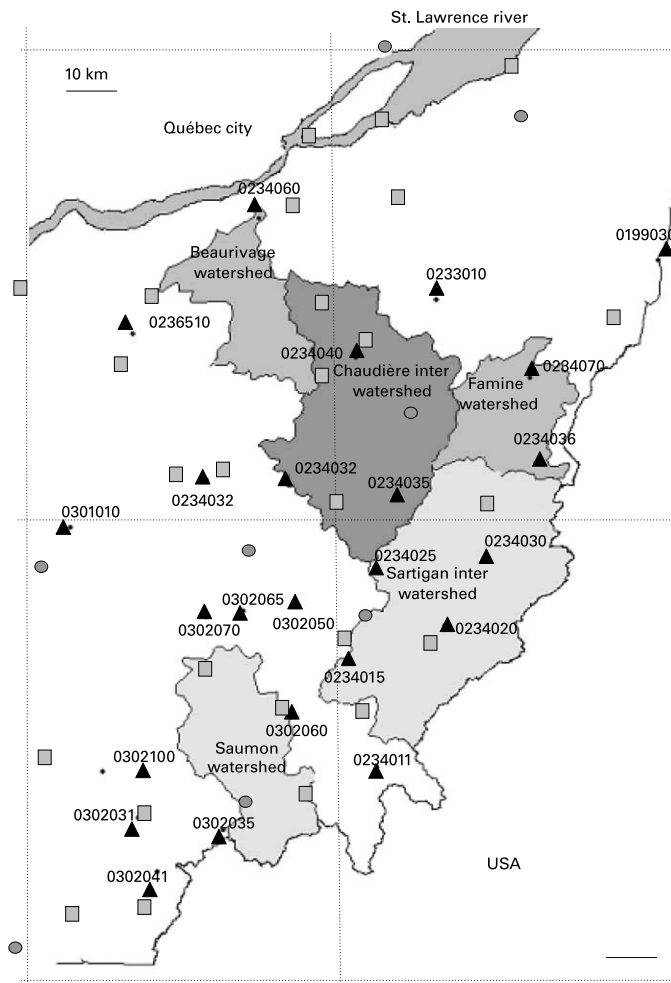 St. Lawrence river
10 km
Québec city
0234060
0199030
Beaurivage
watershed
0233010
0236510
0234040
Chaudière inter
watershed
0234070
Famine
watershed
0234036
0234032
0234032
0234035
0301010
0234030
0234025
Sartigan inter
watershed
0302065
0302070
0302050
0234020
0234015
0302060
Saumon
watershed
0302100
0234011
0302031
0302035
USA
0302041